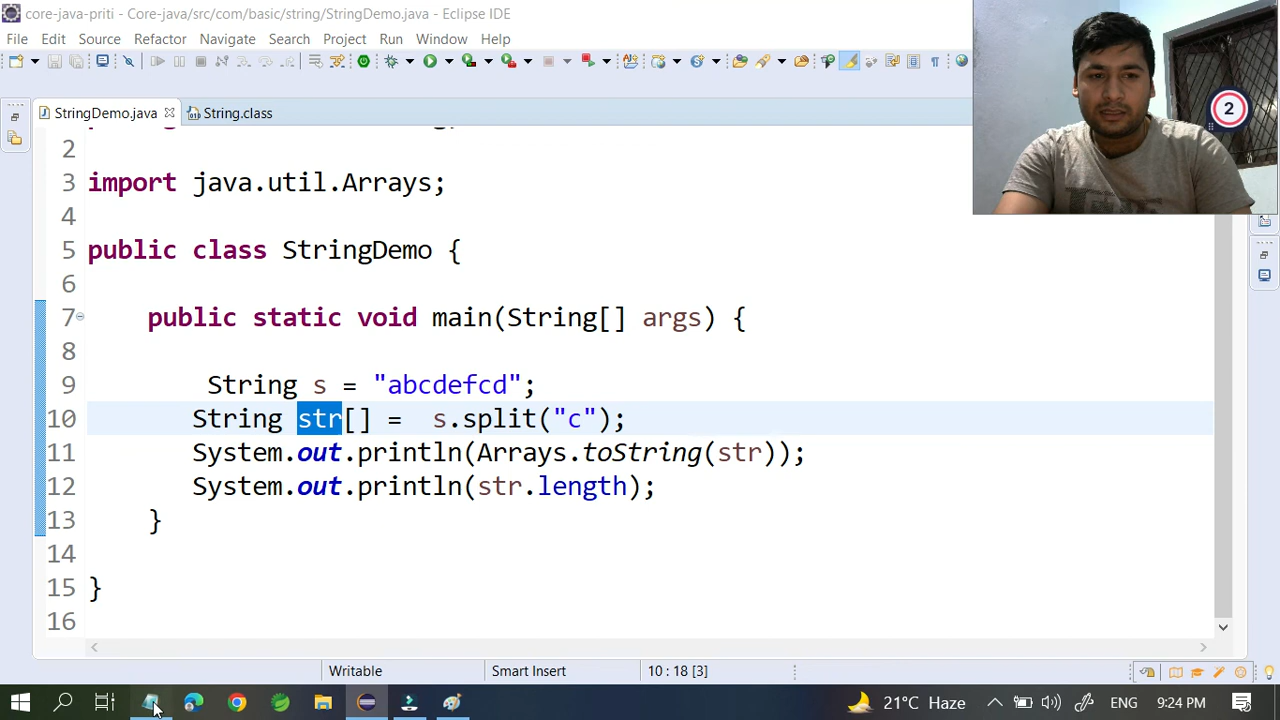 core-java-priti - Core-java/src/com/basic/string/StringDemo.java - Eclipse IDE
File Edit Source Refactor Navigate Search Project Run Window Help
StringDemo.java String.class
2
2
3 import java.util.Arrays;
4
5 public class StringDemo {
6
7 public static void main(String[] args) {
8
9 String s = "abcdefcd";
10 String str[] = s.split("c");
11 System.out.println(Arrays.toString(str));
12 System.out.println(str.length);
13 }
14
15 }
16
Writable Smart Insert 10 : 18 [3]
21°C Haze ENG 9:24 PM